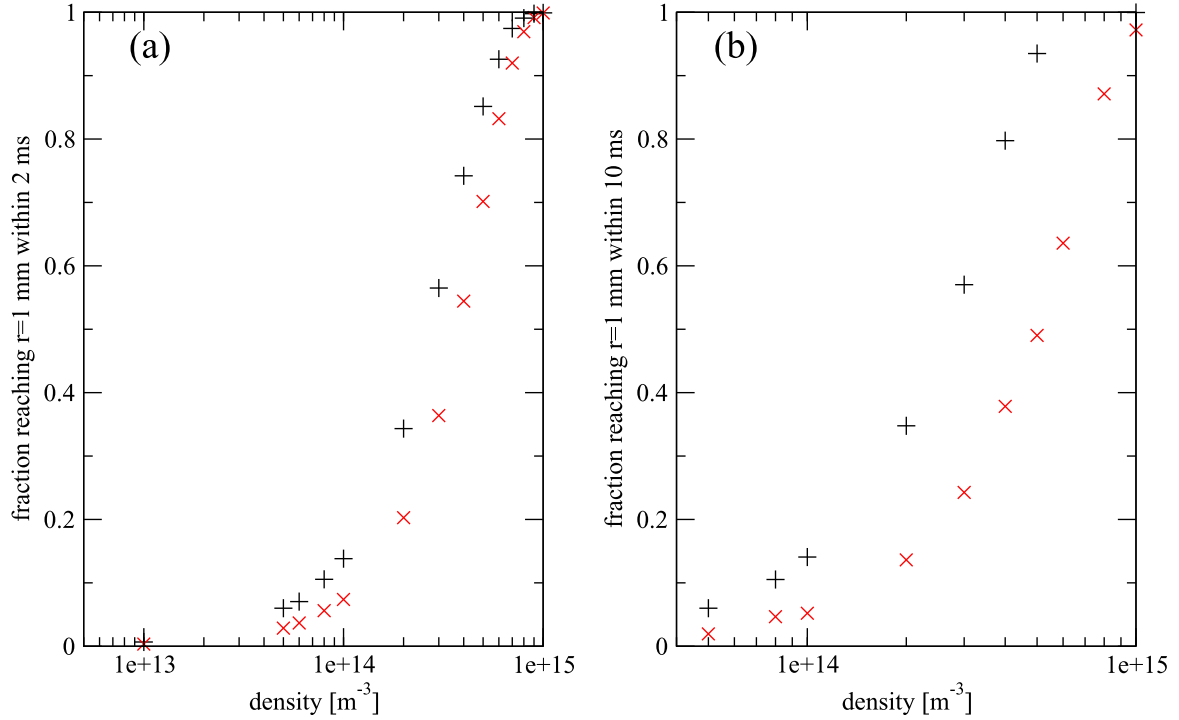 (a)
fraction reaching r=1 mm within 2 ms
1
0.8
0.6
0.4
0.2
0
1e+13 1e+14 1e+15
density [m-3]
(b)
fraction reaching r=1 mm within 10 ms
1
0.8
0.6
0.4
0.2
0
1e+14 1e+15
density [m-3]